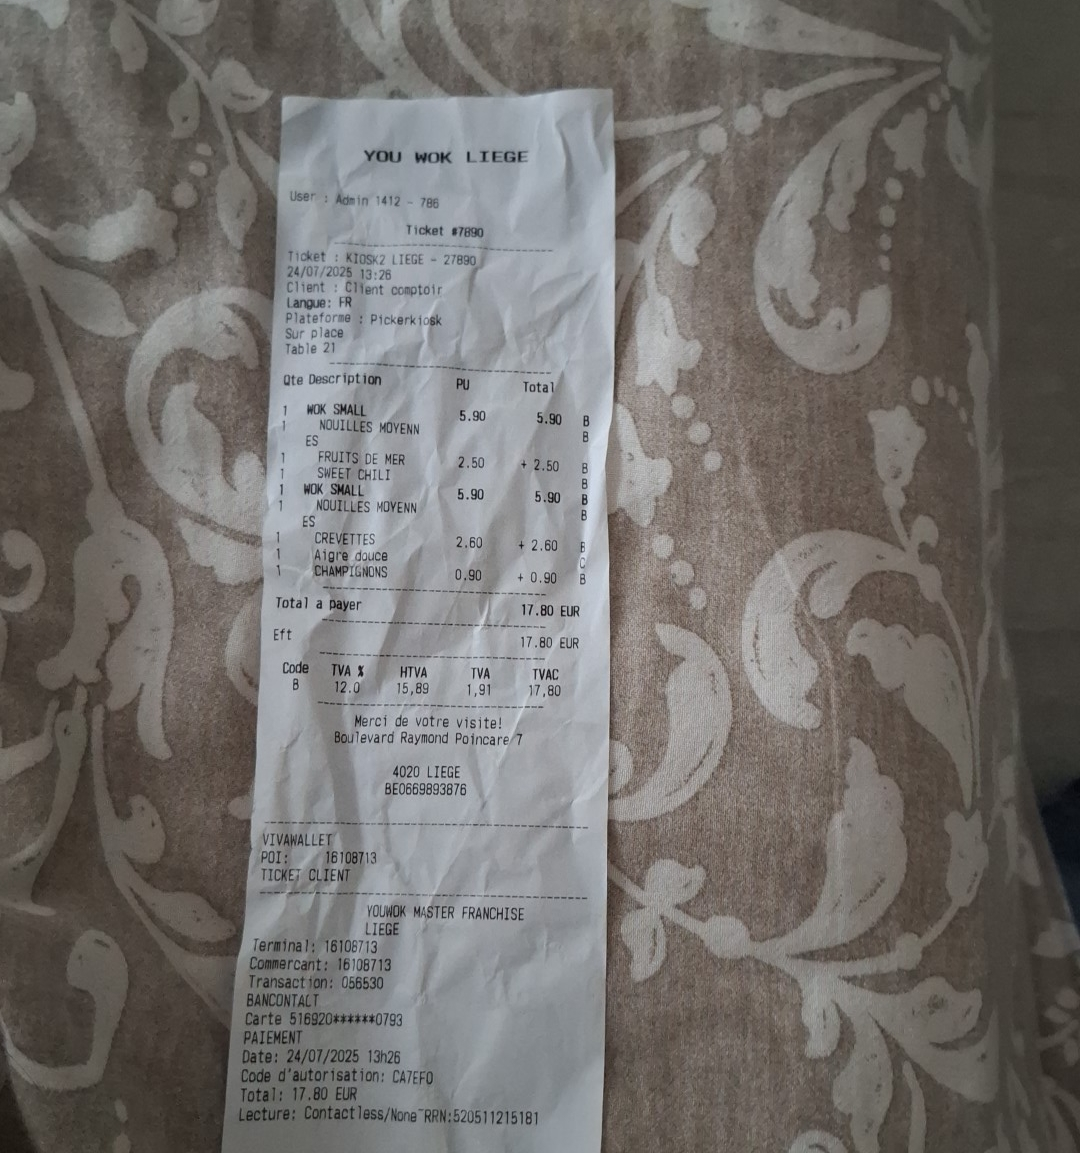 YOU WOK LIEGE
User : Admin 1412 - 786
Ticket #7890
Ticket : KIOSK2 LIEGE - 27890
24/07/2025 13:26
Client : Client comptoir
Langue: FR
Plateforme : Pickerkiosk
Sur place
Table 21
Qte Description PU Total
1 WOK SMALL 5.90 5.90 B
1 NOUILLES MOYENN B
ES
1 FRUITS DE MER 2.50 + 2.50 B
1 SWEET CHILI B
1 WOK SMALL 5.90 5.90 B
1 NOUILLES MOYENN B
ES
1 CREVETTES 2.60 + 2.60 B
1 Aigre douce C
1 CHAMPIGNONS 0.90 + 0.90 B
Total a payer 17.80 EUR
Eft 17.80 EUR
Code TVA % HTVA TVA TVAC
B 12.0 15,89 1,91 17,80
Merci de votre visite!
Boulevard Raymond Poincare 7
4020 LIEGE
BE0669893876
VIVAWALLET
POI: 16108713
TICKET CLIENT
YOUWOK MASTER FRANCHISE
LIEGE
Terminal: 16108713
Commercant: 16108713
Transaction: 056530
BANCONTALT
Carte 516920******0793
PAIEMENT
Date: 24/07/2025 13h26
Code d'autorisation: CA7EF0
Total: 17.80 EUR
Lecture: Contactless/None RRN:520511215181